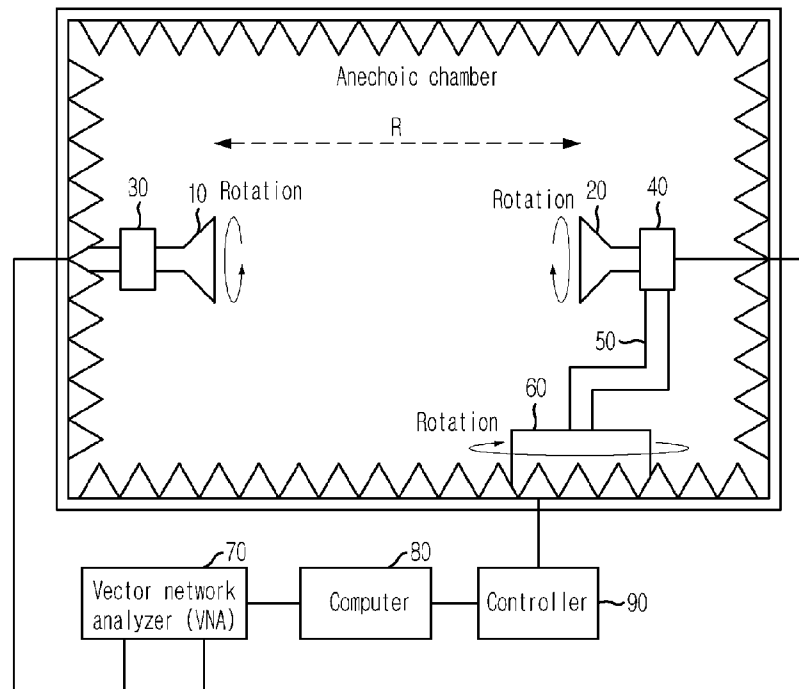 Anechoic chamber
R
30
10
Rotation
Rotation
20
40
50
60
Rotation
70
80
Vector network
analyzer (VNA)
Computer
Controller
90